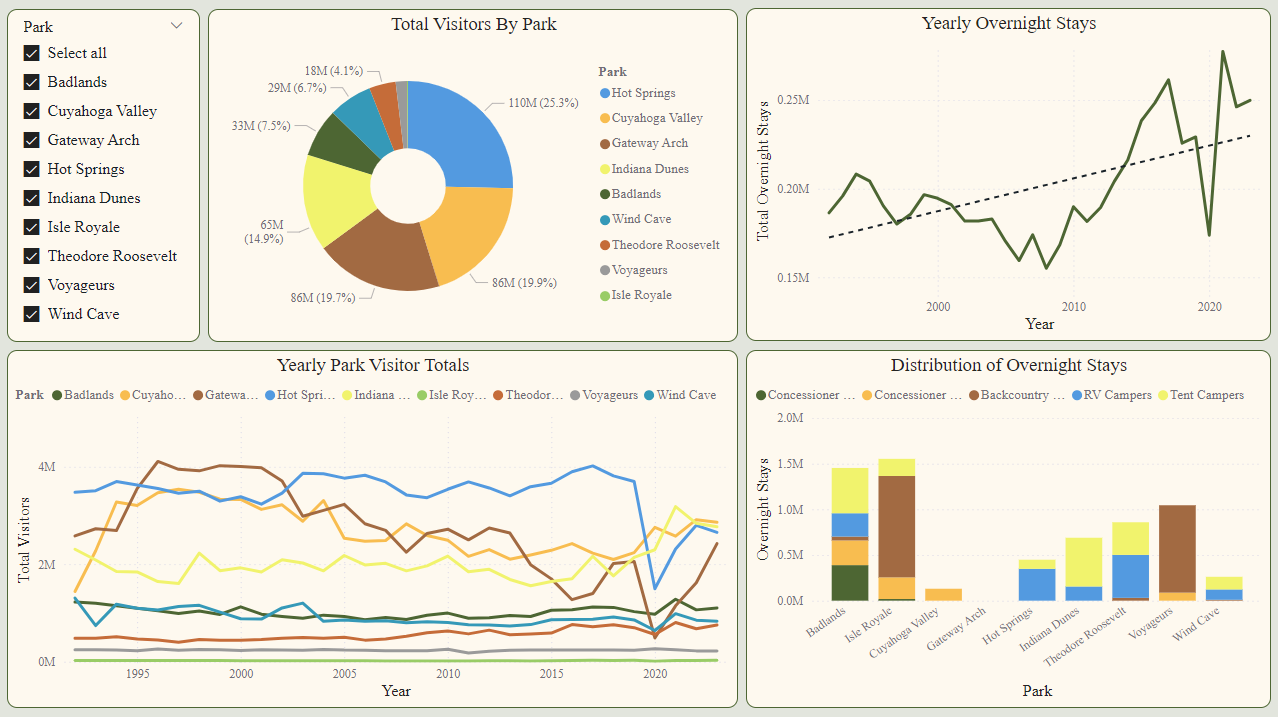 Park
Select all
Badlands
Cuyahoga Valley
Gateway Arch
Hot Springs
Indiana Dunes
Isle Royale
Theodore Roosevelt
Voyageurs
Wind Cave
Total Visitors By Park
18M (4.1%)
29M (6.7%)
33M (7.5%)
65M
(14.9%)
86M (19.7%)
86M (19.9%)
110M (25.3%)
Park
Hot Springs
Cuyahoga Valley
Gateway Arch
Indiana Dunes
Badlands
Wind Cave
Theodore Roosevelt
Voyageurs
Isle Royale
Yearly Overnight Stays
Total Overnight Stays
0.25M
0.20M
0.15M
2000 2010 2020
Year
Yearly Park Visitor Totals
Park Badlands Cuyaho... Gatewa... Hot Spri... Indiana ... Isle Roy... Theodor... Voyageurs Wind Cave
Total Visitors
4M
2M
0M
1995 2000 2005 2010 2015 2020
Year
Distribution of Overnight Stays
Concessioner ... Concessioner ... Backcountry ... RV Campers Tent Campers
Overnight Stays
2.0M
1.5M
1.0M
0.5M
0.0M
Badlands Isle Royale Cuyahoga Valley Gateway Arch Hot Springs Indiana Dunes Theodore Roosevelt Voyageurs Wind Cave
Park